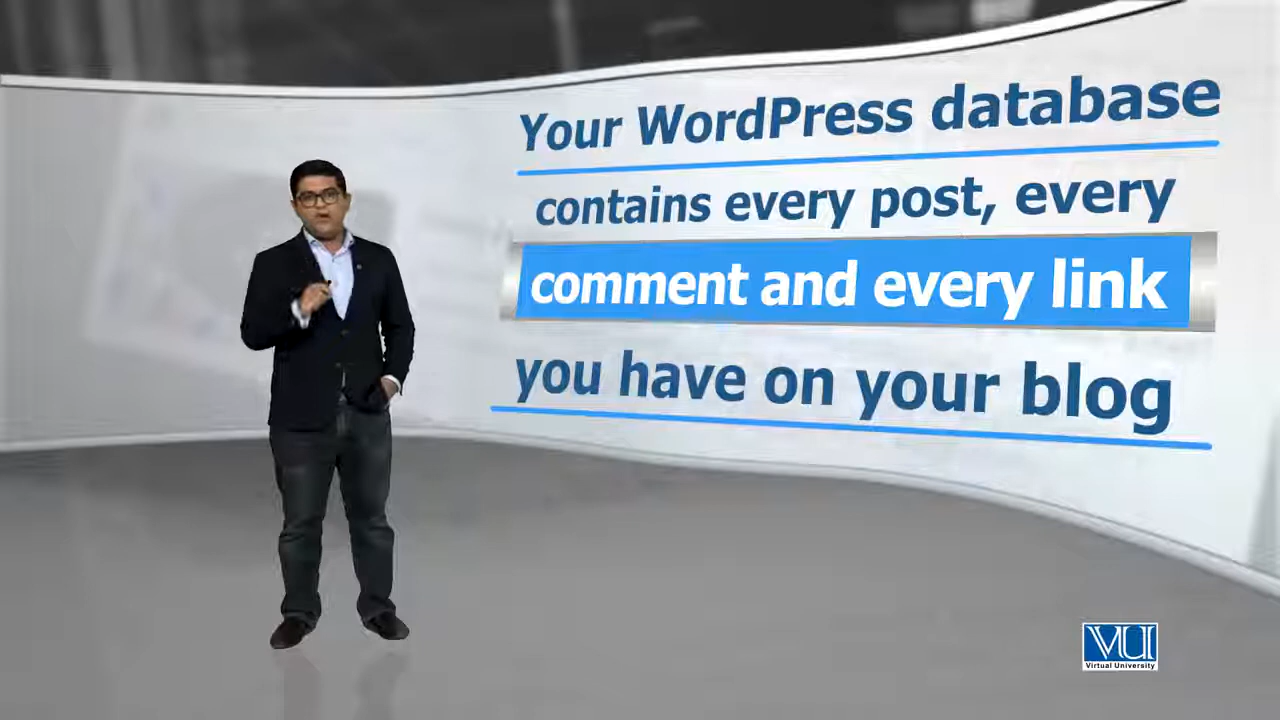 Your WordPress database
contains every post, every
comment and every link
you have on your blog
VU
Virtual University